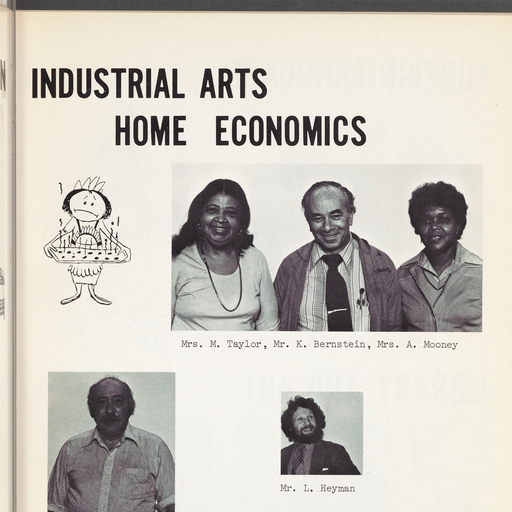 INDUSTRIAL ARTS
HOME ECONOMICS
Mrs. M. Taylor, Mr. K. Bernstein, Mrs. A. Mooney
Mr. L. Heyman